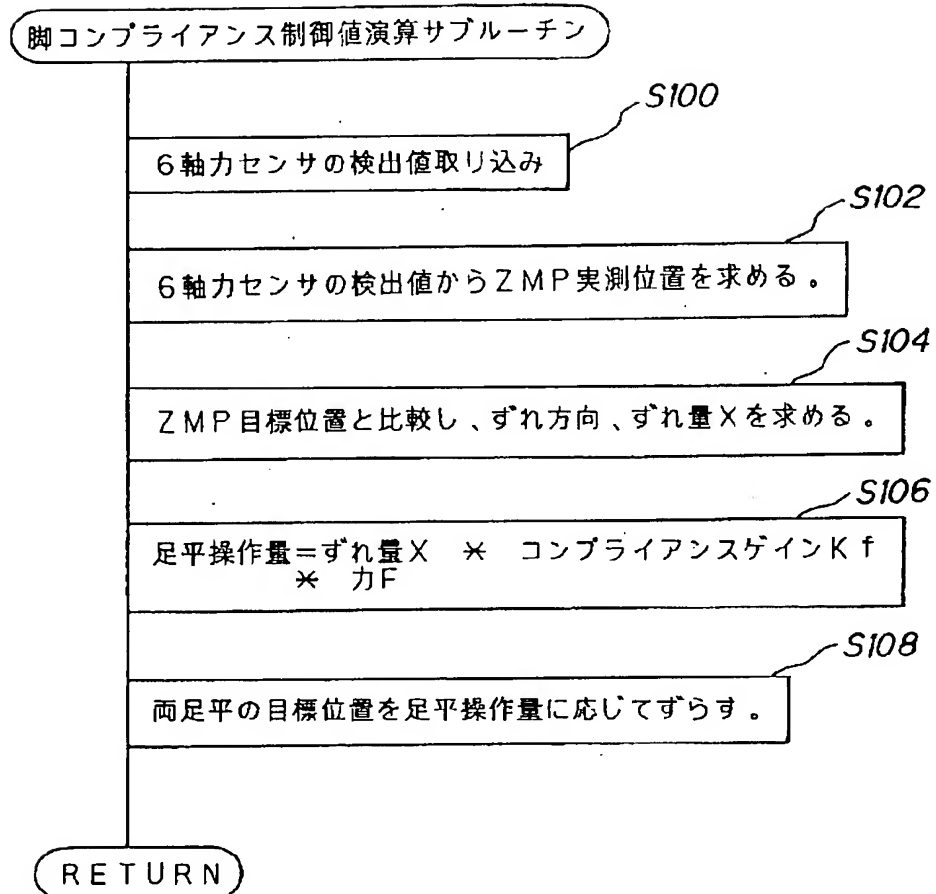 脚コンプライアンス制御値演算サブルーチン
S100
6軸力センサの検出値取り込み
S102
6軸力センサの検出値からZMP実測位置を求める。
S104
ZMP目標位置と比較し、ずれ方向、ずれ量Xを求める。
S106
足平操作量=ずれ量X * コンプライアンスゲインKf
* 力F
S108
両足平の目標位置を足平操作量に応じてずらす。
RETURN